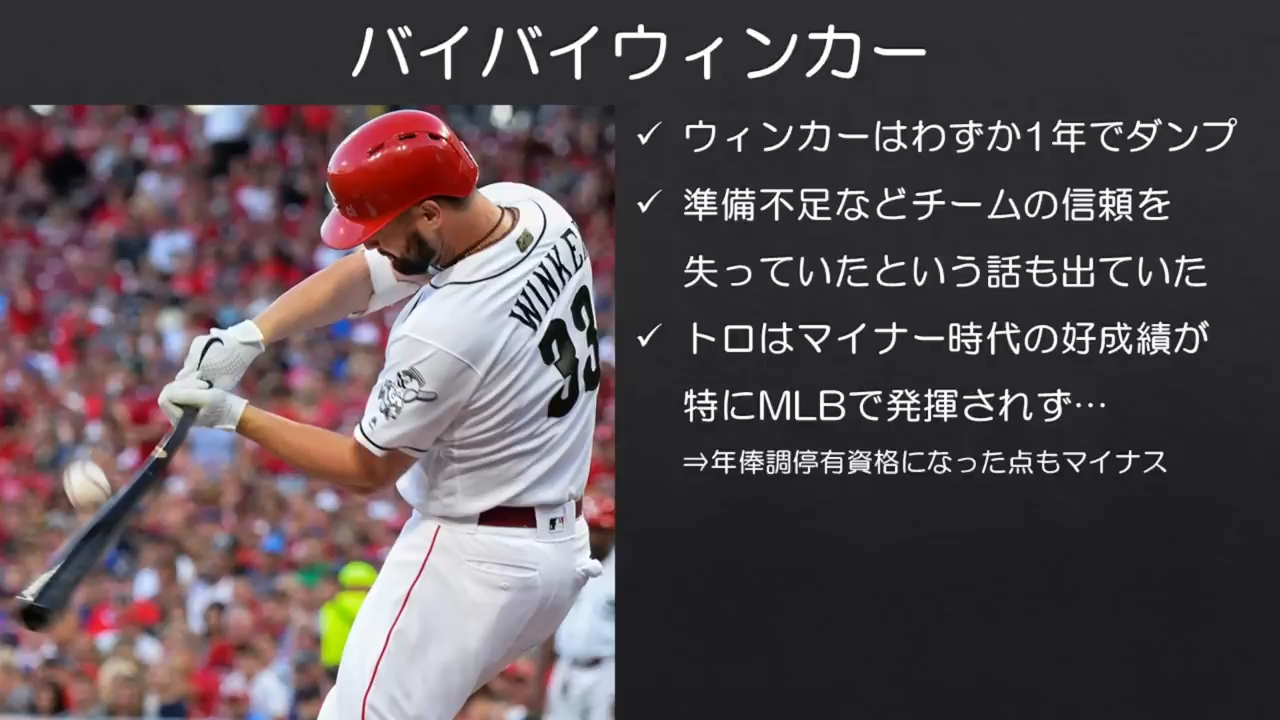 バイバイウィンカー
ウィンカーはわずか1年でダンプ
準備不足などチームの信頼を
失っていたという話も出ていた
トロはマイナー時代の好成績が
特にMLBで発揮されず…
⇒年俸調停有資格になった点もマイナス
WINKE
33